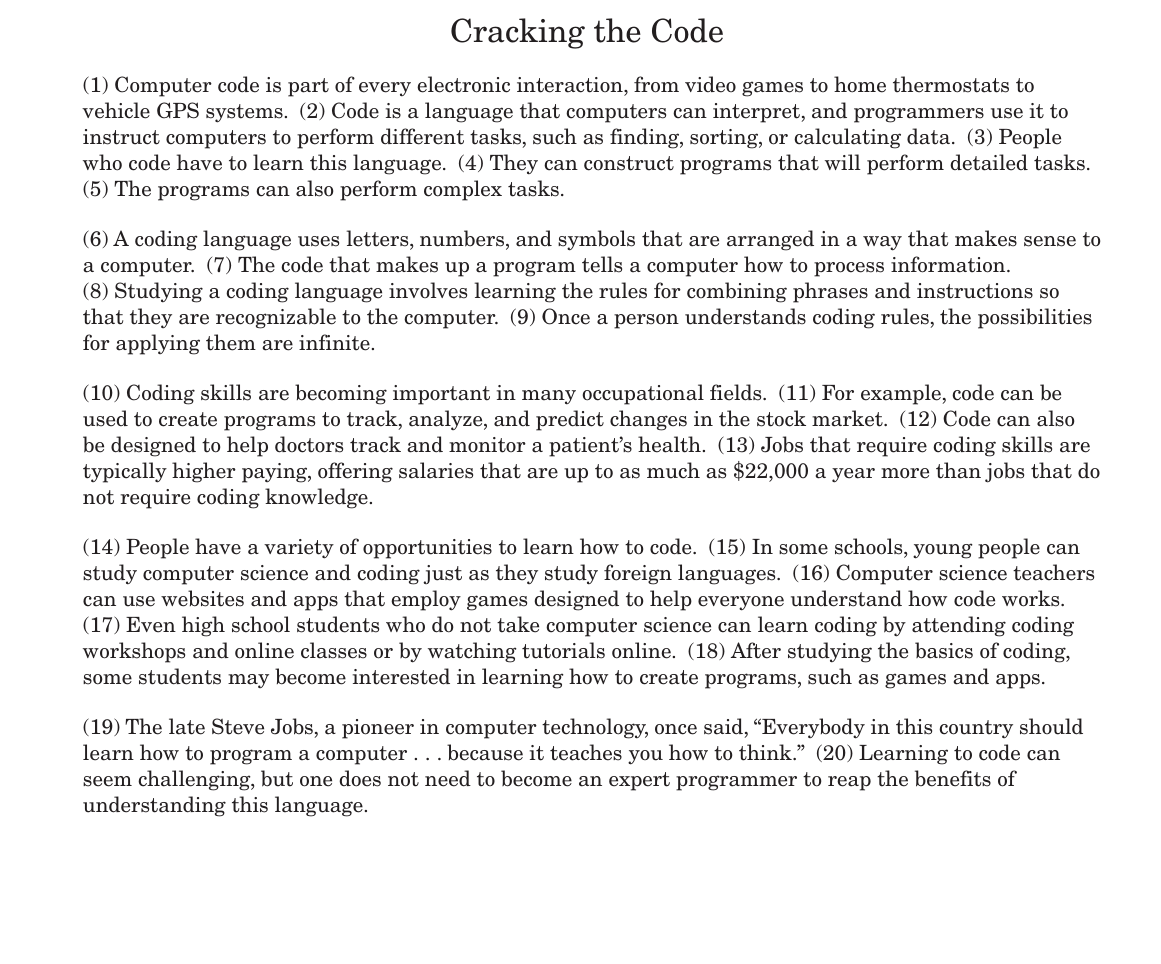 Cracking the Code
(1) Computer code is part of every electronic interaction, from video games to home thermostats to
vehicle GPS systems.  (2) Code is a language that computers can interpret, and programmers use it to
instruct computers to perform different tasks, such as finding, sorting, or calculating data.  (3) People
who code have to learn this language.  (4) They can construct programs that will perform detailed tasks.
(5) The programs can also perform complex tasks.
(6) A coding language uses letters, numbers, and symbols that are arranged in a way that makes sense to
a computer.  (7) The code that makes up a program tells a computer how to process information.
(8) Studying a coding language involves learning the rules for combining phrases and instructions so
that they are recognizable to the computer.  (9) Once a person understands coding rules, the possibilities
for applying them are infinite.
(10) Coding skills are becoming important in many occupational fields.  (11) For example, code can be
used to create programs to track, analyze, and predict changes in the stock market.  (12) Code can also
be designed to help doctors track and monitor a patient’s health.  (13) Jobs that require coding skills are
typically higher paying, offering salaries that are up to as much as $22,000 a year more than jobs that do
not require coding knowledge.
(14) People have a variety of opportunities to learn how to code.  (15) In some schools, young people can
study computer science and coding just as they study foreign languages.  (16) Computer science teachers
can use websites and apps that employ games designed to help everyone understand how code works.
(17) Even high school students who do not take computer science can learn coding by attending coding
workshops and online classes or by watching tutorials online.  (18) After studying the basics of coding,
some students may become interested in learning how to create programs, such as games and apps.
(19) The late Steve Jobs, a pioneer in computer technology, once said, “Everybody in this country should
learn how to program a computer . . . because it teaches you how to think.”  (20) Learning to code can
seem challenging, but one does not need to become an expert programmer to reap the benefits of
understanding this language.